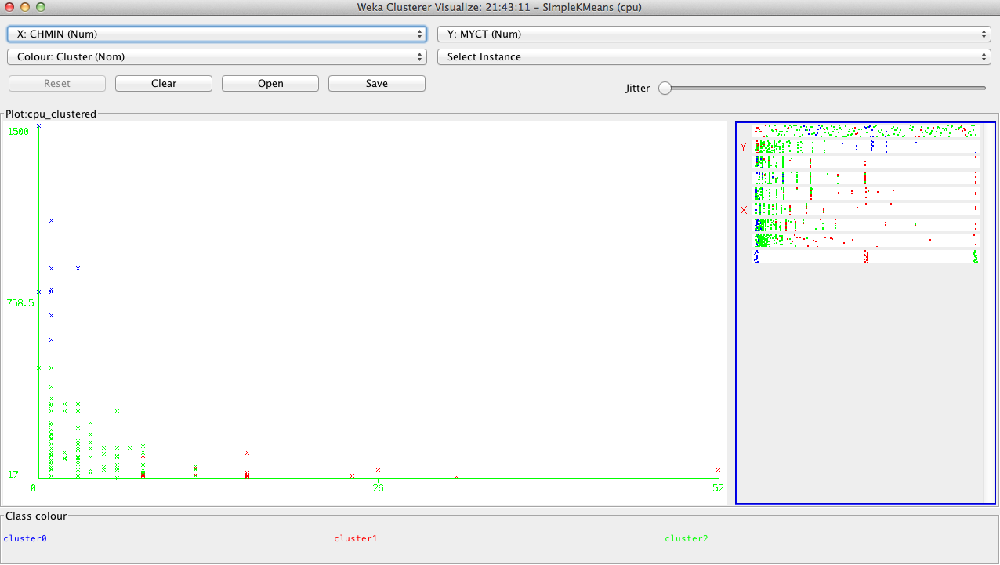 Weka Clusterer Visualize: 21:43:11 – SimpleKMeans (cpu)
X: CHMIN (Num)
Y: MYCT (Num)
Colour: Cluster (Nom)
Select Instance
Reset
Clear
Open
Save
Jitter
Plot:cpu_clustered
1500
758.5
17
0
26
52
Y
X
Class colour
cluster0
cluster1
cluster2